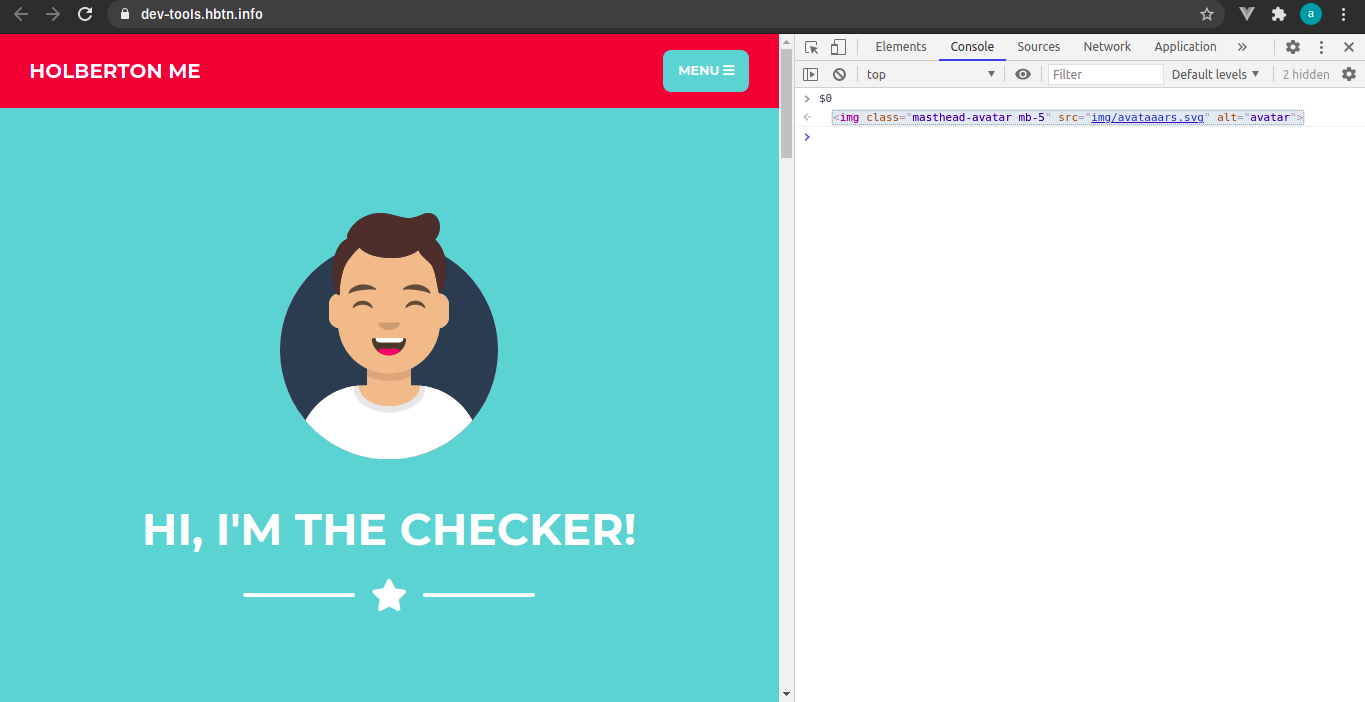 dev-tools.hbtn.info
a
HOLBERTON ME
MENU
HI, I'M THE CHECKER!
Elements Console Sources Network Application »
top Filter Default levels 2 hidden
> $0
<img class="masthead-avatar mb-5" src="img/avataaars.svg" alt="avatar">
>